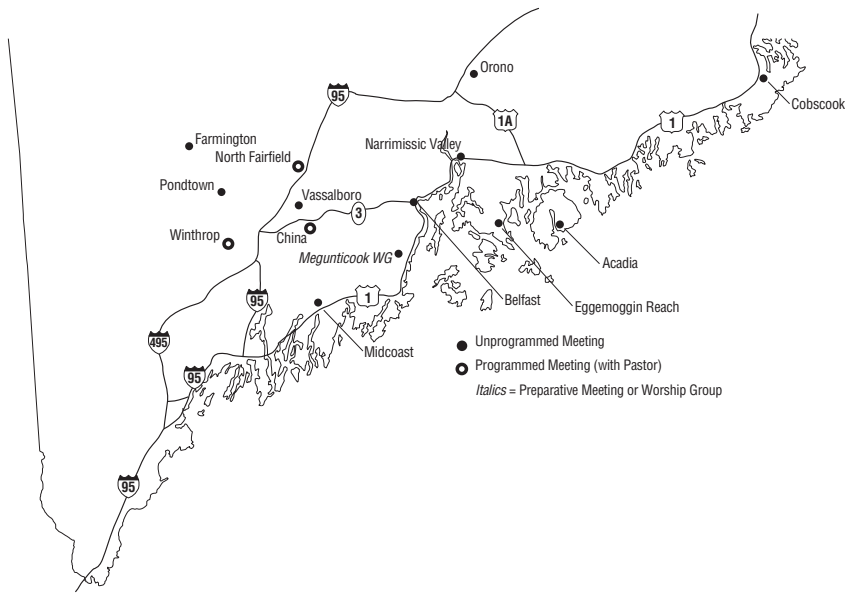 Orono
95
1A
1
Cobscook
Farmington
North Fairfield
Narrimissic Valley
Pondtown
Vassalboro
3
Winthrop
China
Megunticook WG
Acadia
Belfast
Eggemoggin Reach
95
1
495
Midcoast
95
Unprogrammed Meeting
Programmed Meeting (with Pastor)
Italics = Preparative Meeting or Worship Group
95